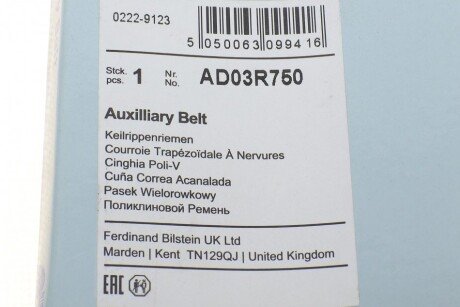 0222-9123
5 050063 099416
Stck. pcs. 1 Nr. No. AD03R750
Auxilliary Belt
Keilrippenriemen
Courroie Trapézoïdale À Nervures
Cinghia Poli-V
Cuña Correa Acanalada
Pasek Wielorowkowy
Поликлиновой Ремень
Ferdinand Bilstein UK Ltd
Marden | Kent TN129QJ | United Kingdom
EAC